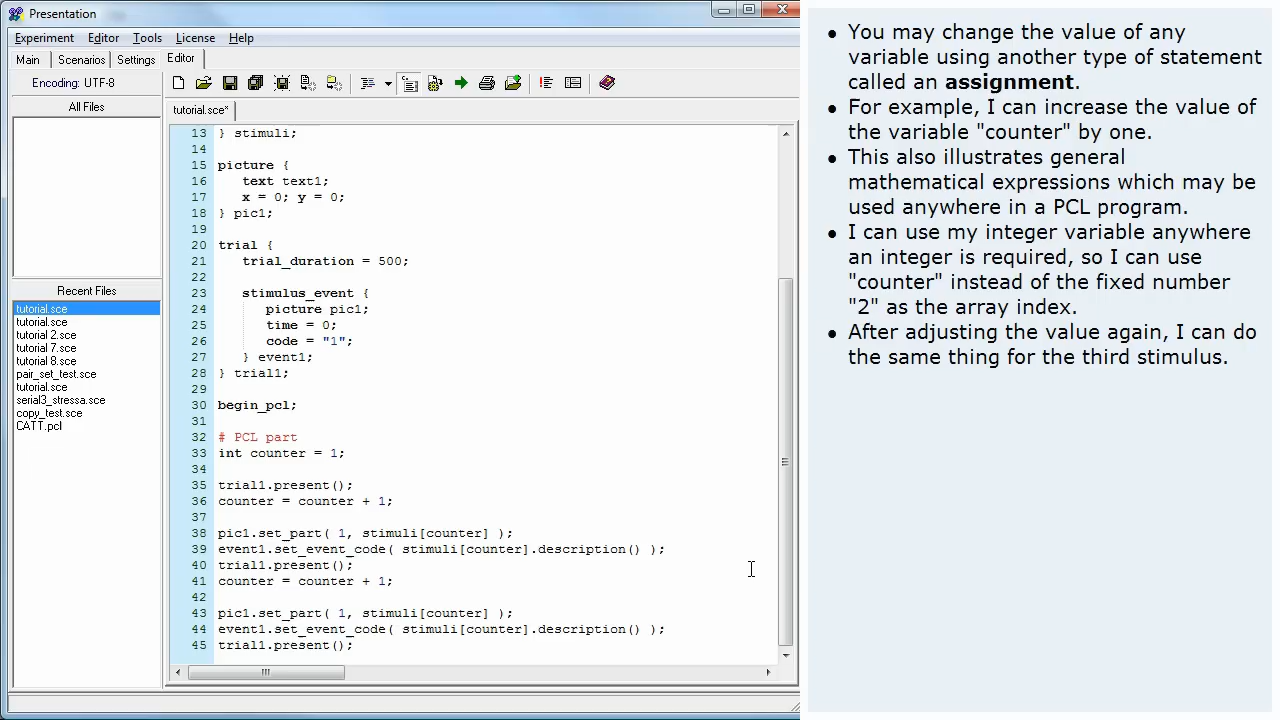 Presentation
Experiment Editor Tools License Help
Main Scenarios Settings Editor
Encoding: UTF-8
All Files
Recent Files
tutorial.sce
tutorial.sce
tutorial 2.sce
tutorial 7.sce
tutorial 8.sce
pair_set_test.sce
tutorial.sce
serial3_stressa.sce
copy_test.sce
CATT.pcl
tutorial.sce*
13 } stimuli;
14
15 picture {
16 text text1;
17 x = 0; y = 0;
18 } pic1;
19
20 trial {
21 trial_duration = 500;
22
23 stimulus_event {
24 picture pic1;
25 time = 0;
26 code = "1";
27 } event1;
28 } trial1;
29
30 begin_pcl;
31
32 # PCL part
33 int counter = 1;
34
35 trial1.present();
36 counter = counter + 1;
37
38 pic1.set_part( 1, stimuli[counter] );
39 event1.set_event_code( stimuli[counter].description() );
40 trial1.present();
41 counter = counter + 1;
42
43 pic1.set_part( 1, stimuli[counter] );
44 event1.set_event_code( stimuli[counter].description() );
45 trial1.present();
• You may change the value of any
variable using another type of statement
called an assignment.
• For example, I can increase the value of
the variable "counter" by one.
• This also illustrates general
mathematical expressions which may be
used anywhere in a PCL program.
• I can use my integer variable anywhere
an integer is required, so I can use
"counter" instead of the fixed number
"2" as the array index.
• After adjusting the value again, I can do
the same thing for the third stimulus.